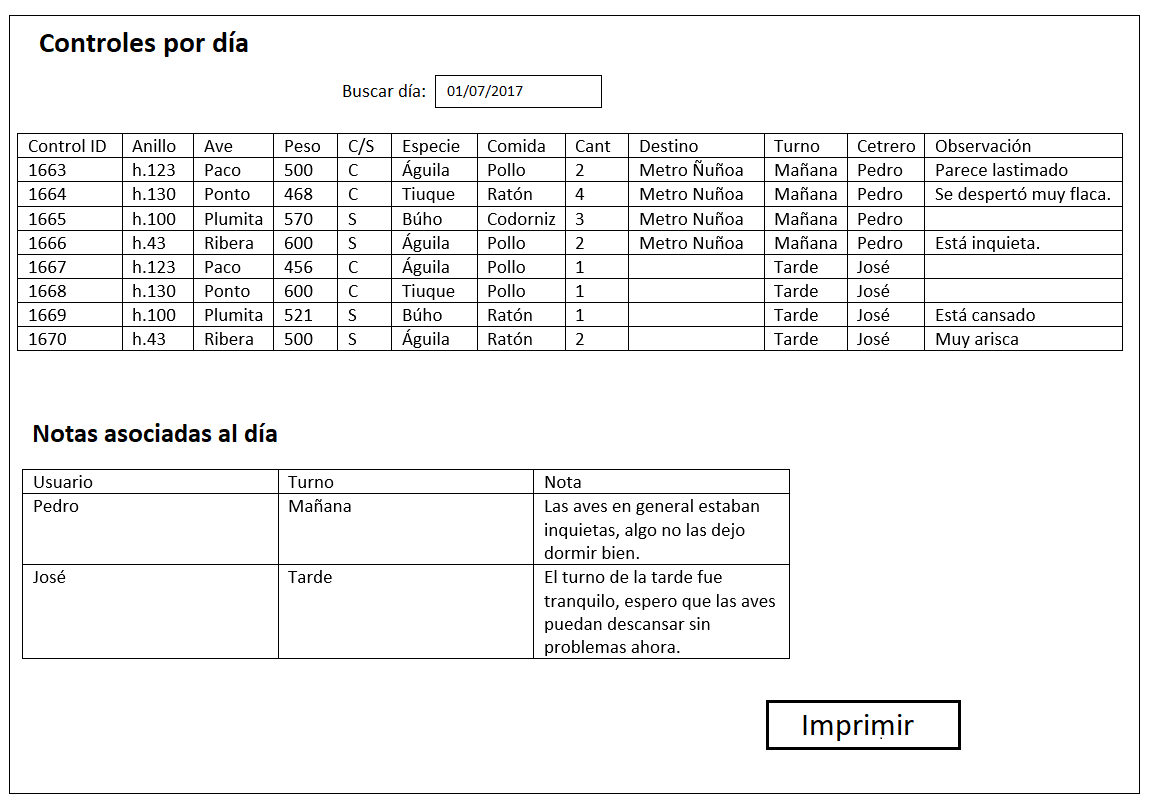 Controles por día
Buscar día: 01/07/2017
Control ID Anillo Ave Peso C/S Especie Comida Cant Destino Turno Cetrero Observación
1663 h.123 Paco 500 C Águila Pollo 2 Metro Ñuñoa Mañana Pedro Parece lastimado
1664 h.130 Ponto 468 C Tiuque Ratón 4 Metro Nuñoa Mañana Pedro Se despertó muy flaca.
1665 h.100 Plumita 570 S Búho Codorniz 3 Metro Nuñoa Mañana Pedro
1666 h.43 Ribera 600 S Águila Pollo 2 Metro Nuñoa Mañana Pedro Está inquieta.
1667 h.123 Paco 456 C Águila Pollo 1 Tarde José
1668 h.130 Ponto 600 C Tiuque Pollo 1 Tarde José
1669 h.100 Plumita 521 S Búho Ratón 1 Tarde José Está cansado
1670 h.43 Ribera 500 S Águila Ratón 2 Tarde José Muy arisca
Notas asociadas al día
Usuario Turno Nota
Pedro Mañana Las aves en general estaban
inquietas, algo no las dejo
dormir bien.
José Tarde El turno de la tarde fue
tranquilo, espero que las aves
puedan descansar sin
problemas ahora.
Imprimir